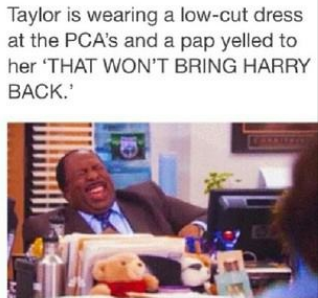 Taylor is wearing a low-cut dress
at the PCA's and a pap yelled to
her ‘THAT WON'T BRING HARRY
BACK.’